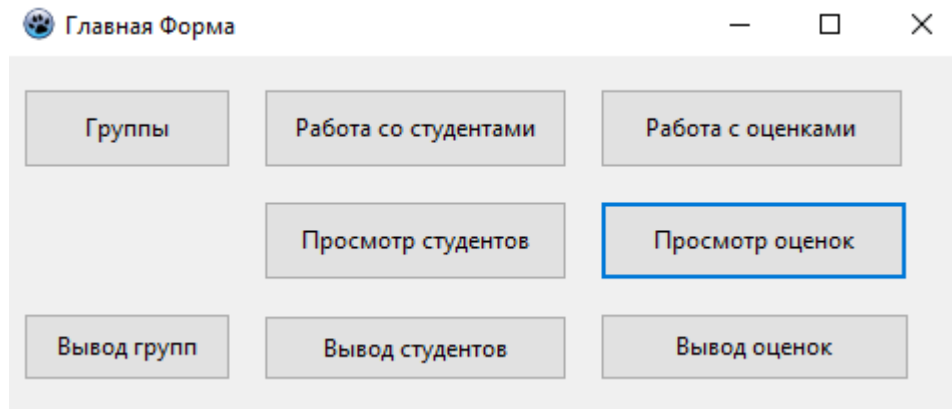 Главная Форма
Группы
Работа со студентами
Работа с оценками
Просмотр студентов
Просмотр оценок
Вывод групп
Вывод студентов
Вывод оценок